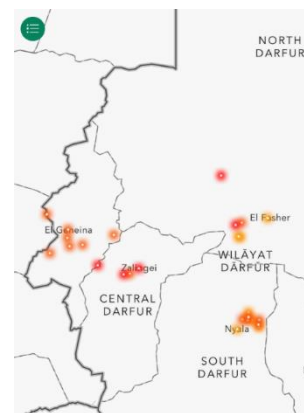 NORTH
DARFUR
El Geneina
El Fasher
Zalingei
WILĀYAT
DĀRFŪR
CENTRAL
DARFUR
Nyala
SOUTH
DARFUR